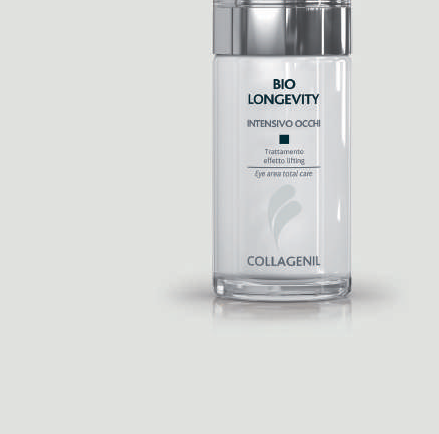 BIO
LONGEVITY
INTENSIVO OCCHI
Trattamento
effetto lifting
Eye area total care
COLLAGENIL